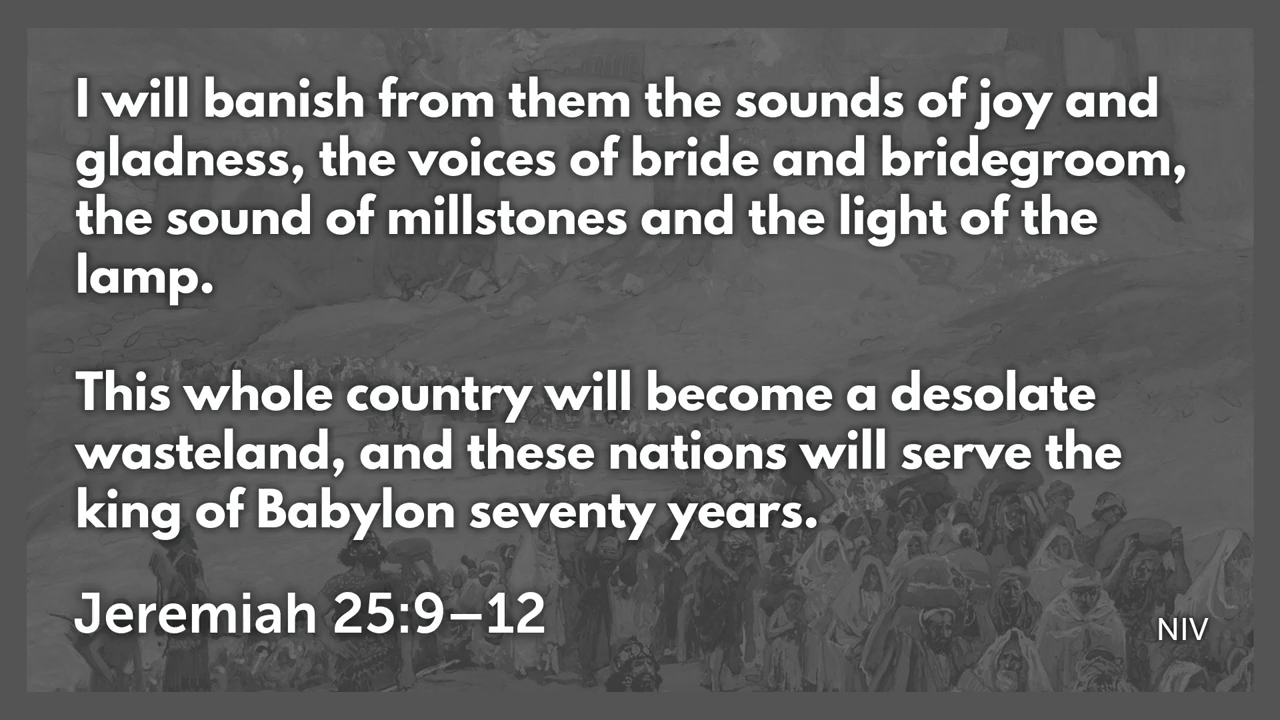 I will banish from them the sounds of joy and
gladness, the voices of bride and bridegroom,
the sound of millstones and the light of the
lamp.
This whole country will become a desolate
wasteland, and these nations will serve the
king of Babylon seventy years.
Jeremiah 25:9–12
NIV